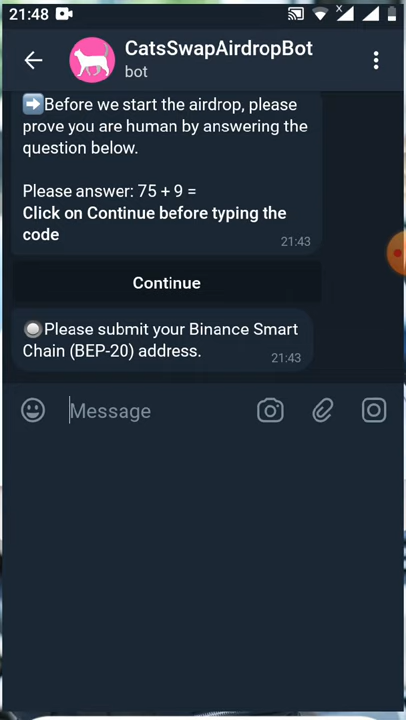 21:48
CatsSwapAirdropBot
bot
➡️Before we start the airdrop, please
prove you are human by answering the
question below.
Please answer: 75 + 9 =
Click on Continue before typing the
code
21:43
Continue
🔘Please submit your Binance Smart
Chain (BEP-20) address.
21:43
Message